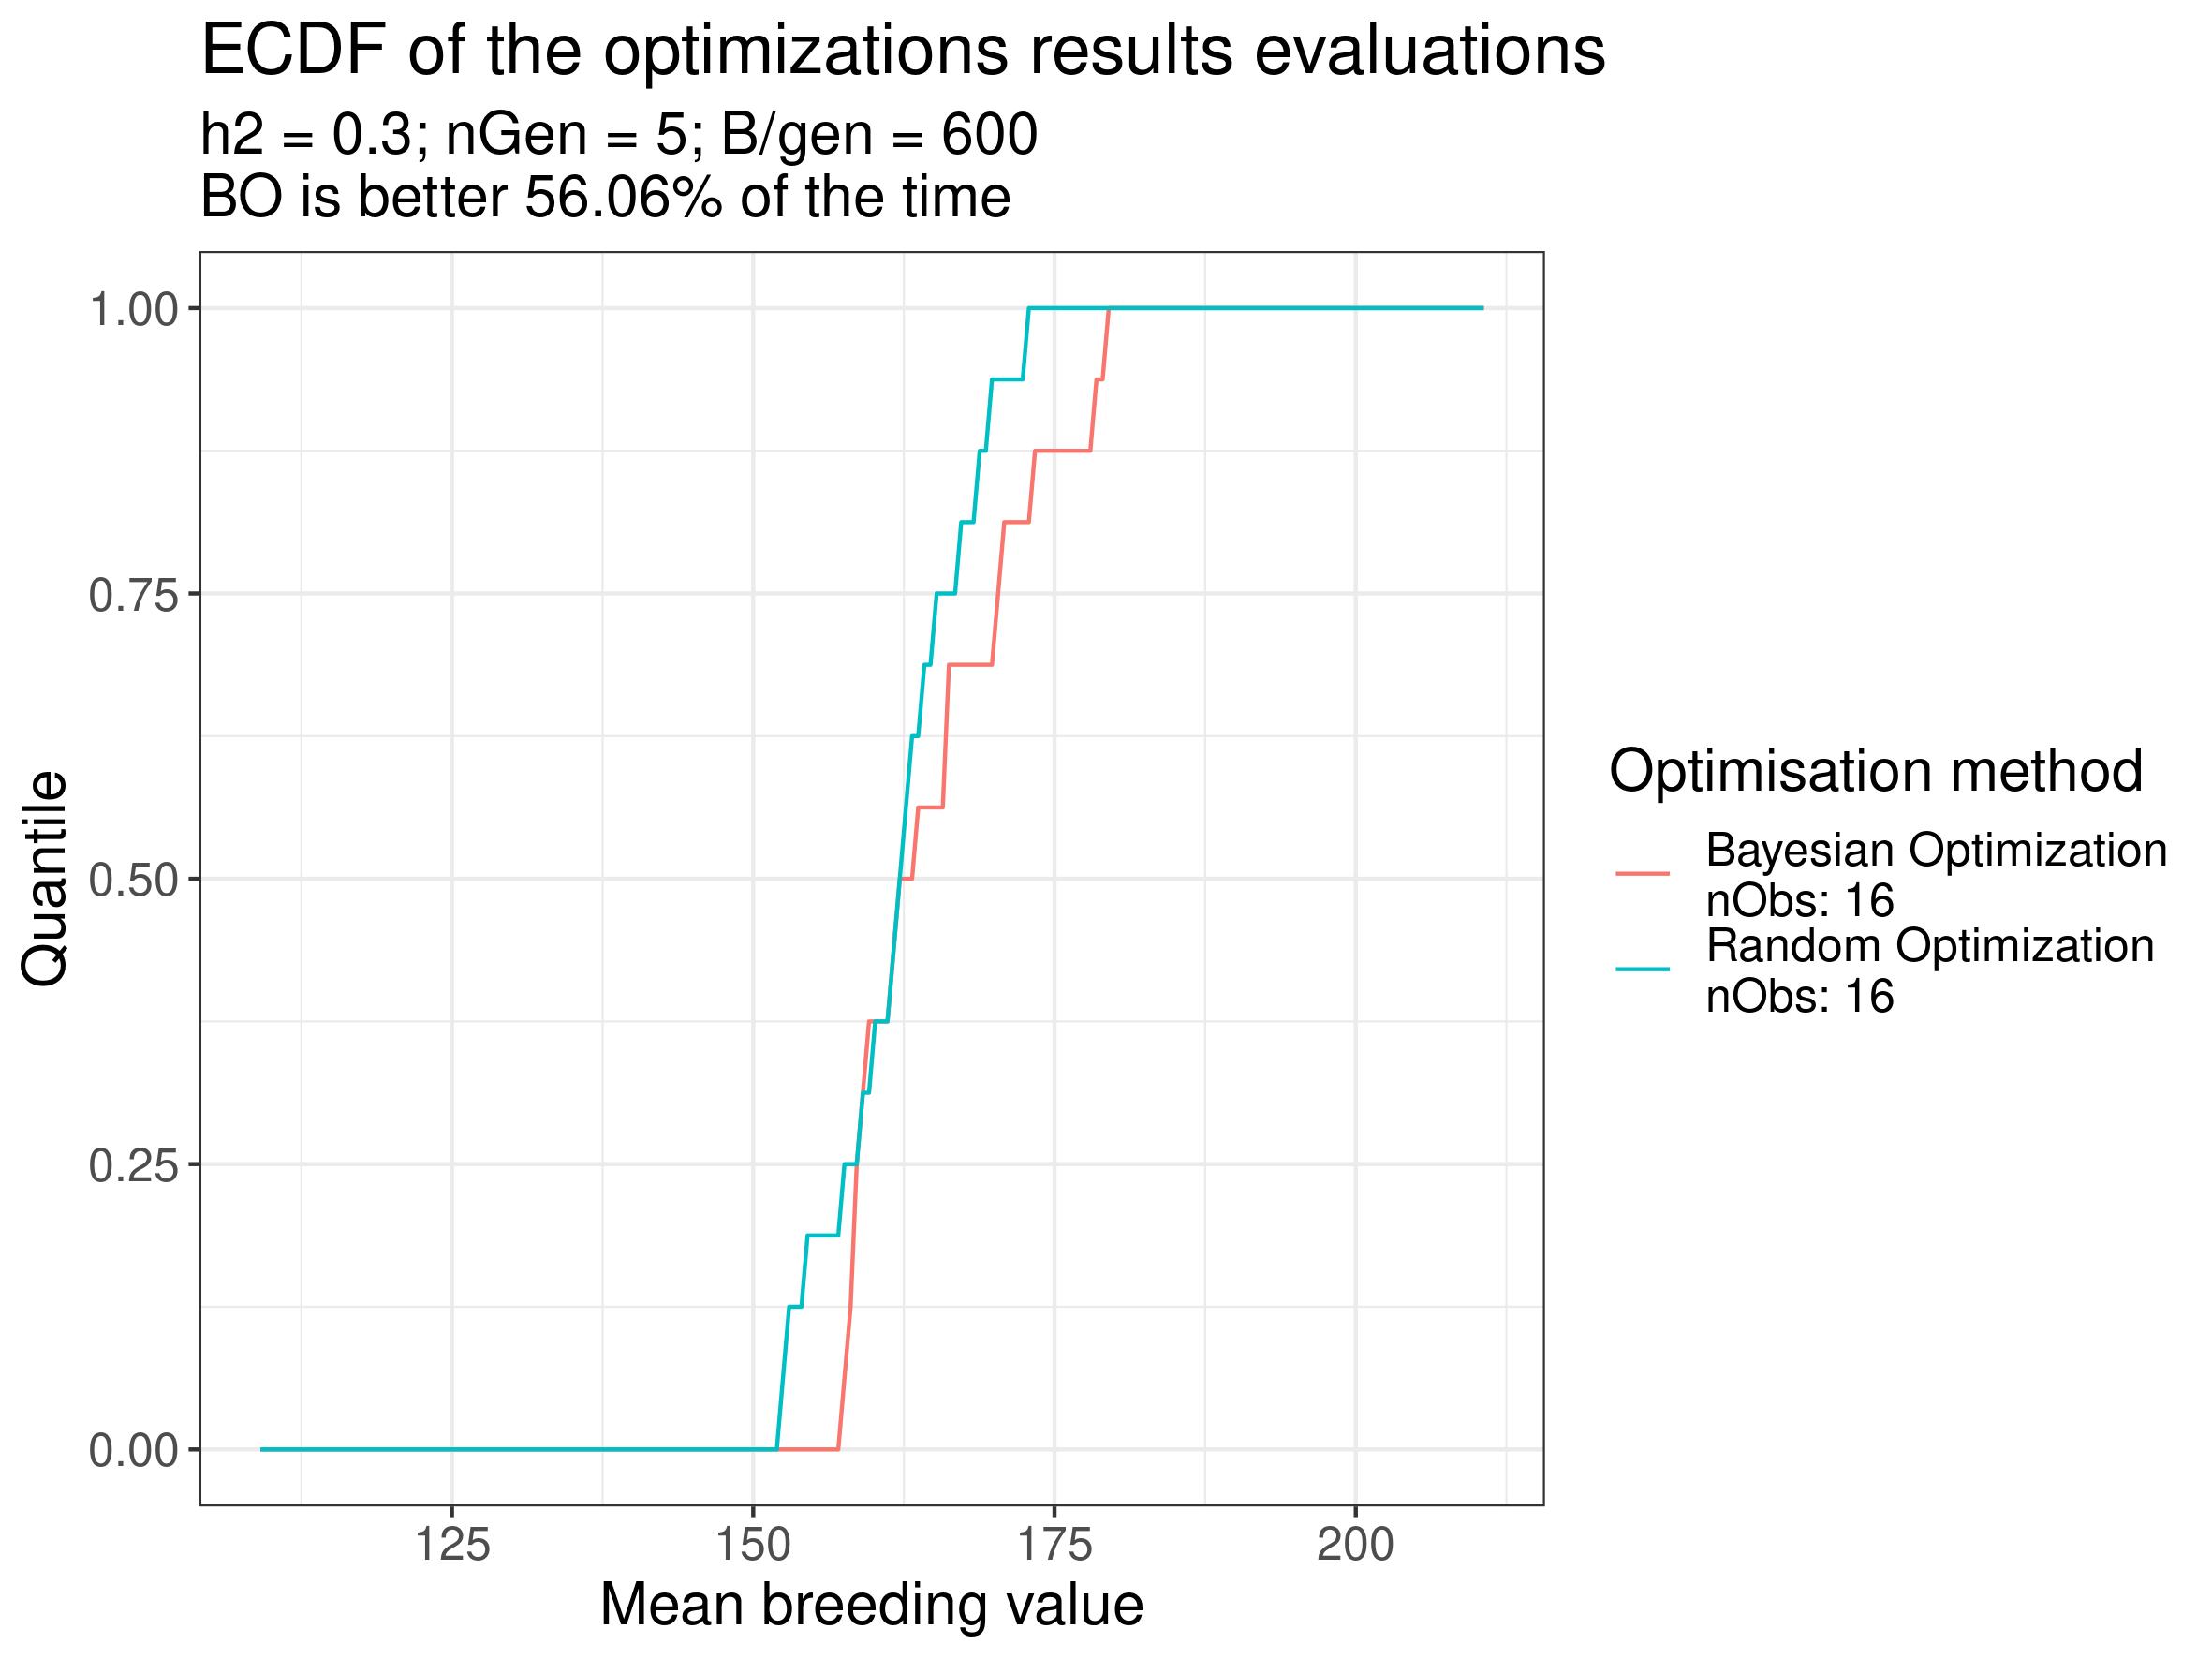 ECDF of the optimizations results evaluations
h2 = 0.3; nGen = 5; B/gen = 600
BO is better 56.06% of the time
1.00
0.75
0.50
0.25
0.00
Quantile
125
150
175
200
Mean breeding value
Optimisation method
Bayesian Optimization
nObs: 16
Random Optimization
nObs: 16